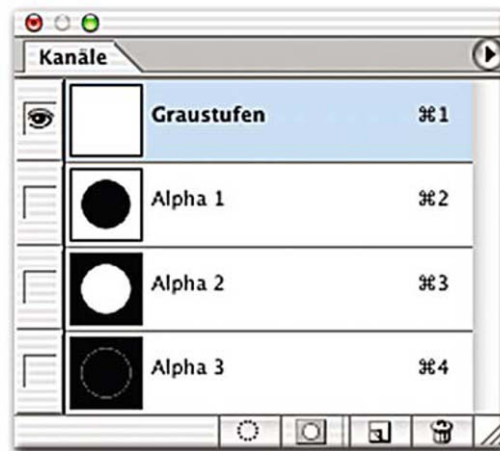 Kanäle
Graustufen ⌘1
Alpha 1 ⌘2
Alpha 2 ⌘3
Alpha 3 ⌘4